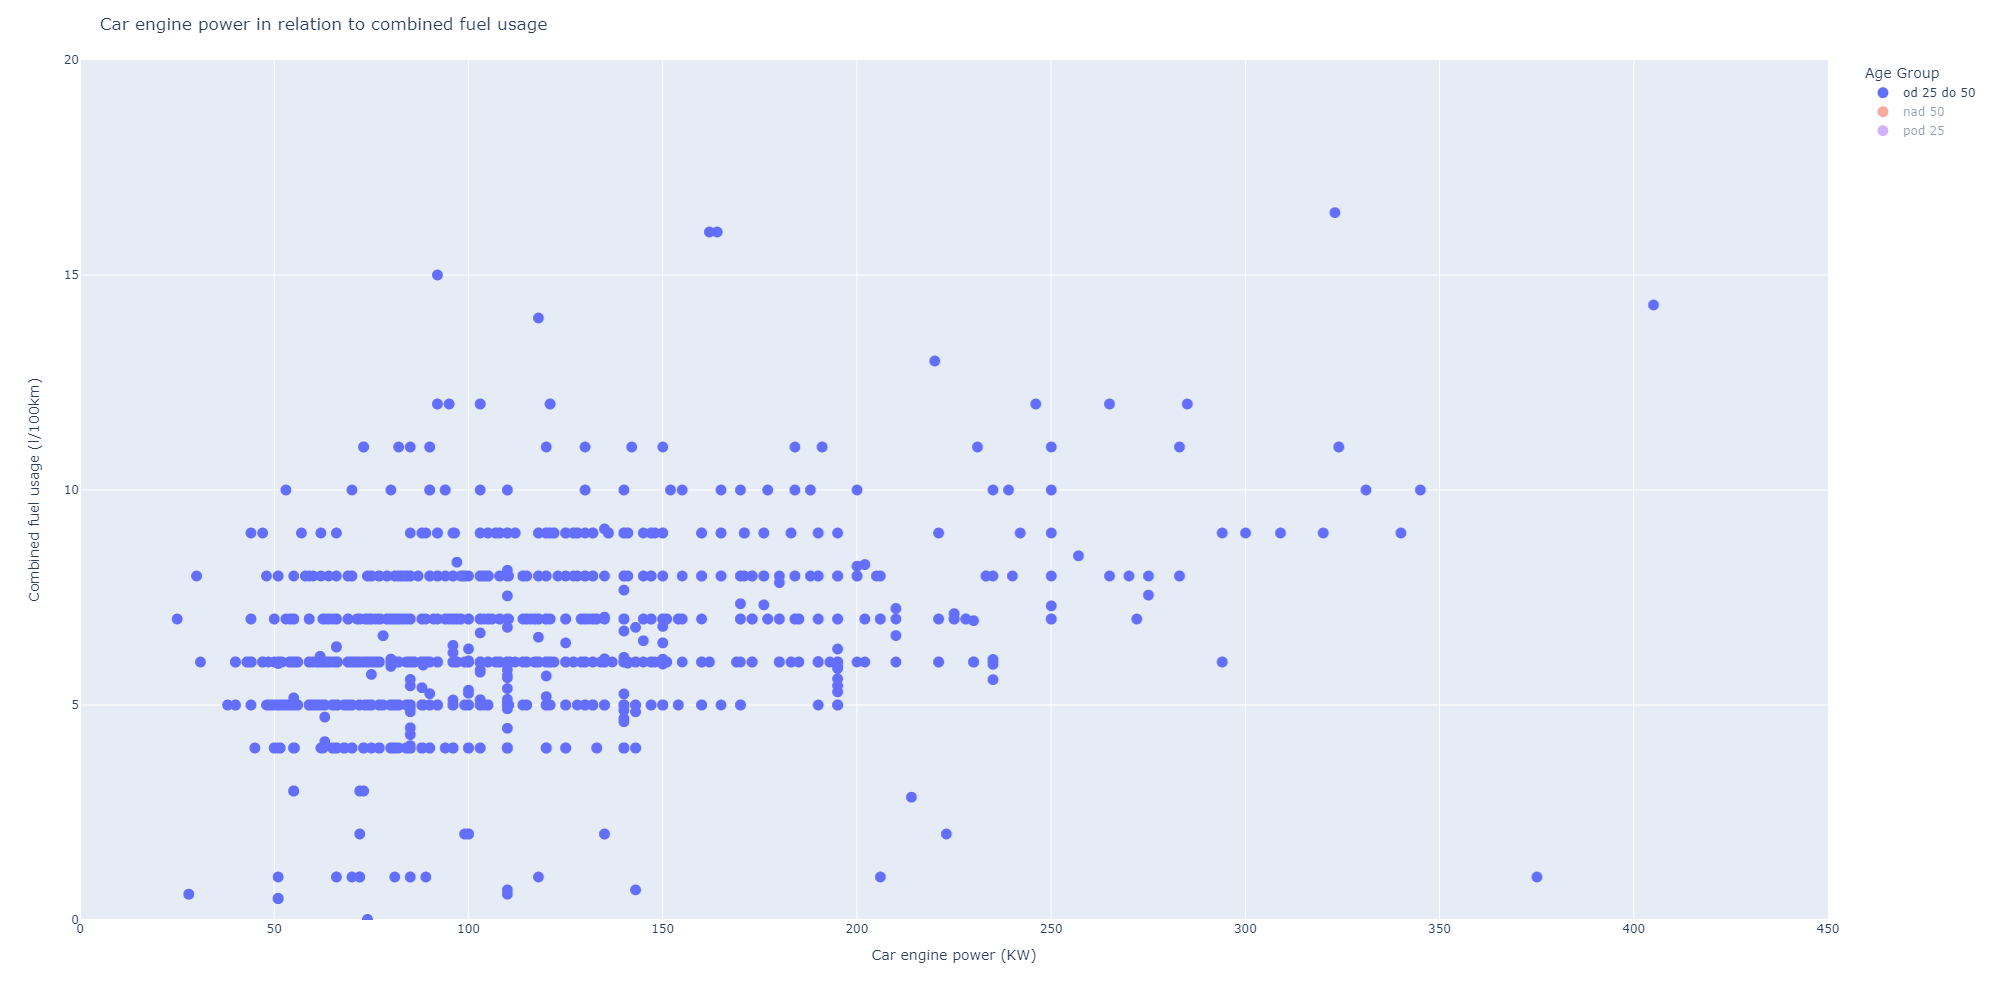 Car engine power in relation to combined fuel usage
20
15
10
5
0
Combined fuel usage (l/100km)
0 50 100 150 200 250 300 350 400 450
Car engine power (KW)
Age Group
od 25 do 50
nad 50
pod 25